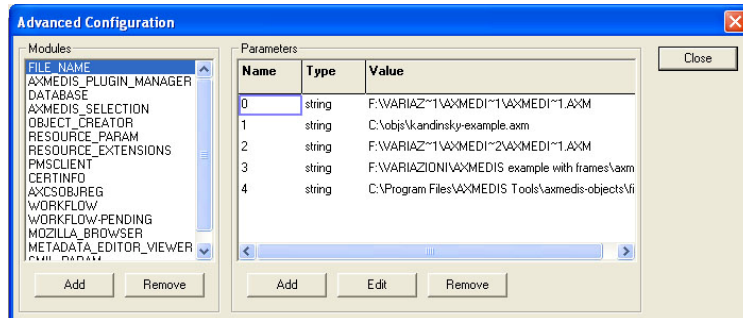 Advanced Configuration
Modules
FILE_NAME
AXMEDIS_PLUGIN_MANAGER
DATABASE
AXMEDIS_SELECTION
OBJECT_CREATOR
RESOURCE_PARAM
RESOURCE_EXTENSIONS
PMSCLIENT
CERTINFO
AXCSOBJREG
WORKFLOW
WORKFLOW-PENDING
MOZILLA_BROWSER
METADATA_EDITOR_VIEWER
SMIL_PARAM
Add Remove
Parameters
Name Type Value
0 string F:\VARIAZ~1\AXMEDI~1\AXMEDI~1.AXM
1 string C:\objs\kandinsky-example.axm
2 string F:\VARIAZ~1\AXMEDI~2\AXMEDI~1.AXM
3 string F:\VARIAZIONI\AXMEDIS example with frames\axm
4 string C:\Program Files\AXMEDIS Tools\axmedis-objects\fi
Add Edit Remove
Close